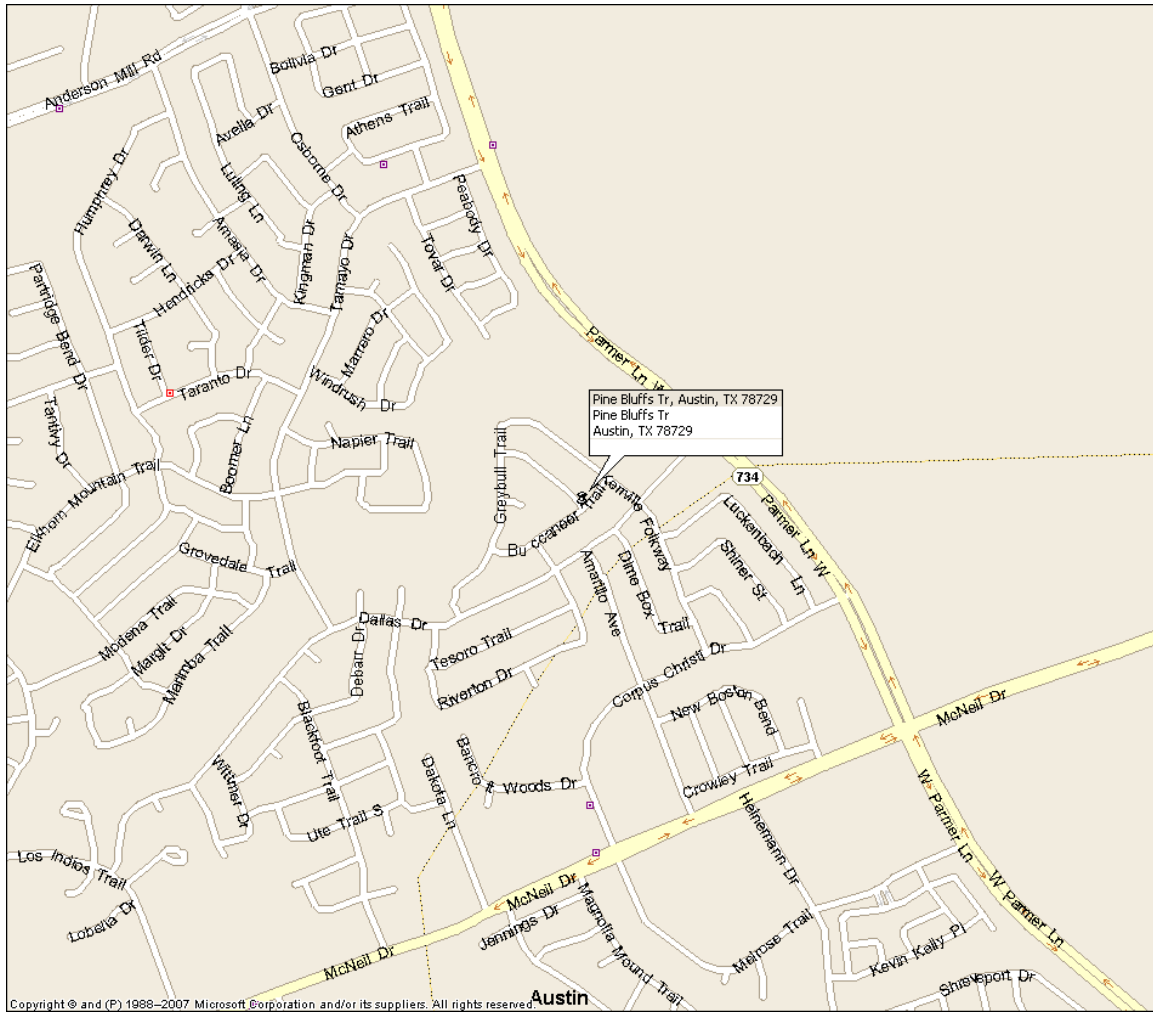 Anderson Mill Rd
Bolivia Dr
Gent Dr
Athens Trail
Avella Dr
Osborne Dr
Luling Ln
Humphrey Dr
Peabody Dr
Amasia Dr
Darwin Ln
Kingman Dr
Tamayo Dr
Tovar Dr
Hendricks Dr
Partridge Bend Dr
Tilder Dr
Marrero Dr
Parmer Ln W
Taranto Dr
Windrush Dr
Pine Bluffs Tr, Austin, TX 78729
Pine Bluffs Tr
Austin, TX 78729
Tantivy Dr
Boomer Ln
Napier Trail
Greybull Trail
734
Elkhorn Mountain Trail
Buccaneer Trail
Kenvile Folkway
Luckenbach Ln
Parmer Ln W
Grovedale Trail
Amarillo Ave
Dime Box Trail
Shiner St
Modena Trail
Margit Dr
Marimba Trail
Dallas Dr
Debarr Dr
Tesoro Trail
Riverton Dr
Corpus Christi Dr
New Boston Bend
McNeil Dr
Blackfoot Trail
Wittmer Dr
Bancroft Woods Dr
Dakota Ln
Crowley Trail
Ute Trail S
Heinemann Dr
W Parmer Ln
Los Indios Trail
Lobelia Dr
McNeil Dr
Jennings Dr
Magnolia Mound Trail
Melrose Trail
W Parmer Ln
Kevin Kelly Pl
McNeil Dr
Shreveport Dr
Austin
Copyright © and (P) 1988–2007 Microsoft Corporation and/or its suppliers. All rights reserved.